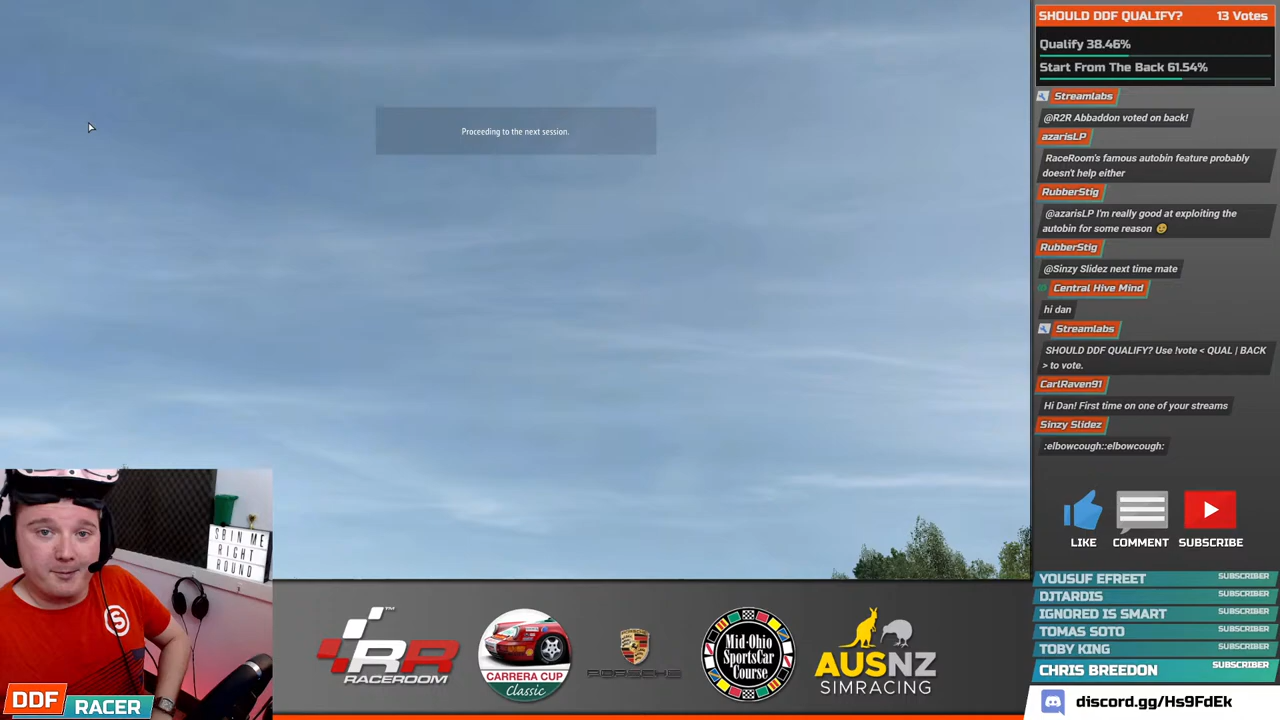 Proceeding to the next session.
SHOULD DDF QUALIFY? 13 Votes
Qualify 38.46%
Start From The Back 61.54%
Streamlabs
@R2R Abbaddon voted on back!
azarisLP
RaceRoom's famous autobin feature probably
doesn't help either
RubberStig
@azarisLP I'm really good at exploiting the
autobin for some reason
RubberStig
@Sinzy Slidez next time mate
Central Hive Mind
hi dan
Streamlabs
SHOULD DDF QUALIFY? Use !vote < QUAL | BACK
> to vote.
CarlRaven91
Hi Dan! First time on one of your streams
Sinzy Slidez
:elbowcough::elbowcough:
LIKE COMMENT SUBSCRIBE
YOUSUF EFREET SUBSCRIBER
DJTARDIS SUBSCRIBER
IGNORED IS SMART SUBSCRIBER
TOMAS SOTO SUBSCRIBER
TOBY KING SUBSCRIBER
CHRIS BREEDON SUBSCRIBER
discord.gg/Hs9FdEk
SBIN ME
RIGHT
ROUND
DDF RACER
RR™
RACEROOM
CARRERA CUP
Classic
PORSCHE
Mid-Ohio
SportsCar
Course
AUSNZ
SIMRACING